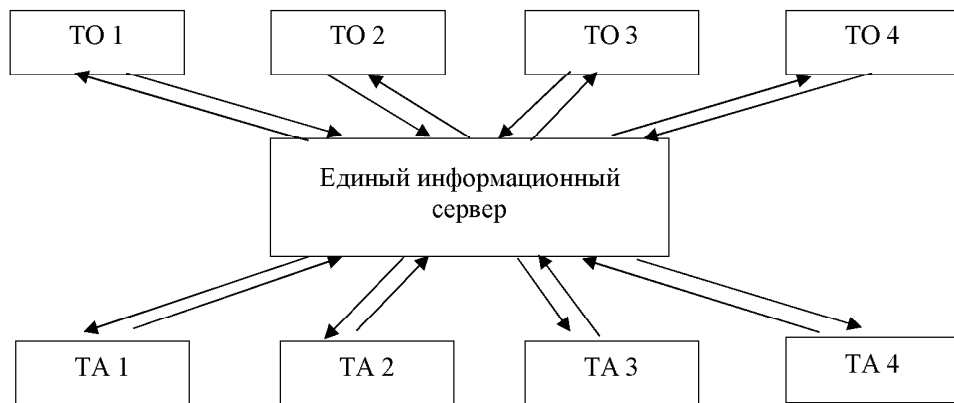 ТО 1
ТО 2
ТО 3
ТО 4
Единый информационный
сервер
ТА 1
ТА 2
ТА 3
ТА 4